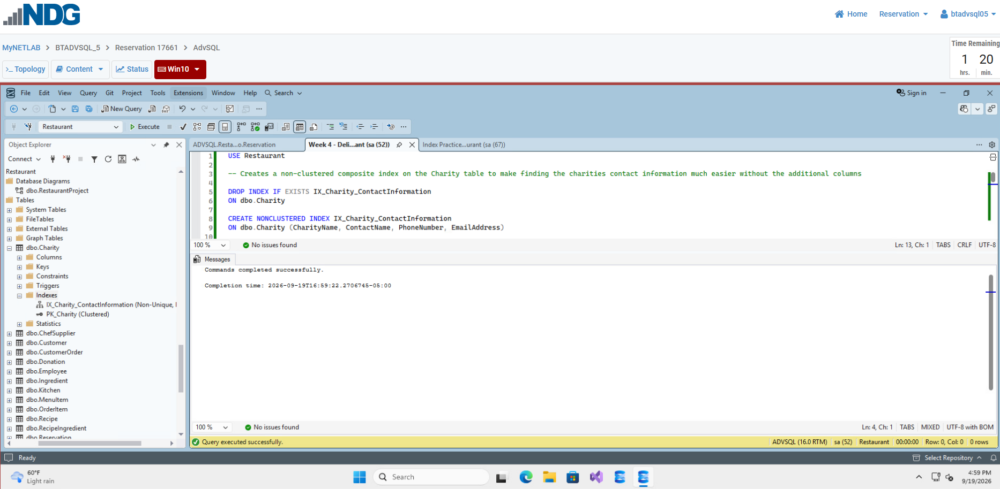 NDG
Home Reservation btadvsql05
MyNETLAB > BTADVSQL_5 > Reservation 17661 > AdvSQL
Time Remaining
1 20
hrs. min.
>_ Topology Content Status Win10
File Edit View Query Git Project Tools Extensions Window Help Search Sign in
New Query
Restaurant Execute
Object Explorer
Connect
Restaurant
Database Diagrams
dbo.RestaurantProject
Tables
System Tables
FileTables
External Tables
Graph Tables
dbo.Charity
Columns
Keys
Constraints
Triggers
Indexes
IX_Charity_ContactInformation (Non-Unique,
PK_Charity (Clustered)
Statistics
dbo.ChefSupplier
dbo.Customer
dbo.CustomerOrder
dbo.Donation
dbo.Employee
dbo.Ingredient
dbo.Kitchen
dbo.MenuItem
dbo.OrderItem
dbo.Recipe
dbo.RecipeIngredient
dbo.Reservation
ADVSQL.Resta...o.Reservation Week 4 - Deli...ant (sa (52)) Index Practice...urant (sa (67))
1 USE Restaurant
2
3 -- Creates a non-clustered composite index on the Charity table to make finding the charities contact information much easier without the additional columns
4
5 DROP INDEX IF EXISTS IX_Charity_ContactInformation
6 ON dbo.Charity
7
8 CREATE NONCLUSTERED INDEX IX_Charity_ContactInformation
9 ON dbo.Charity (CharityName, ContactName, PhoneNumber, EmailAddress)
10
100 % No issues found Ln: 13, Ch: 1 TABS CRLF UTF-8
Messages
Commands completed successfully.
Completion time: 2026-09-19T16:59:22.2706745-05:00
100 % No issues found Ln: 4, Ch: 1 TABS MIXED UTF-8 with BOM
Query executed successfully. ADVSQL (16.0 RTM) sa (52) Restaurant 00:00:00 Row: 0, Col: 0 0 rows
Ready Select Repository
60°F
Light rain
Search
4:59 PM
9/19/2026